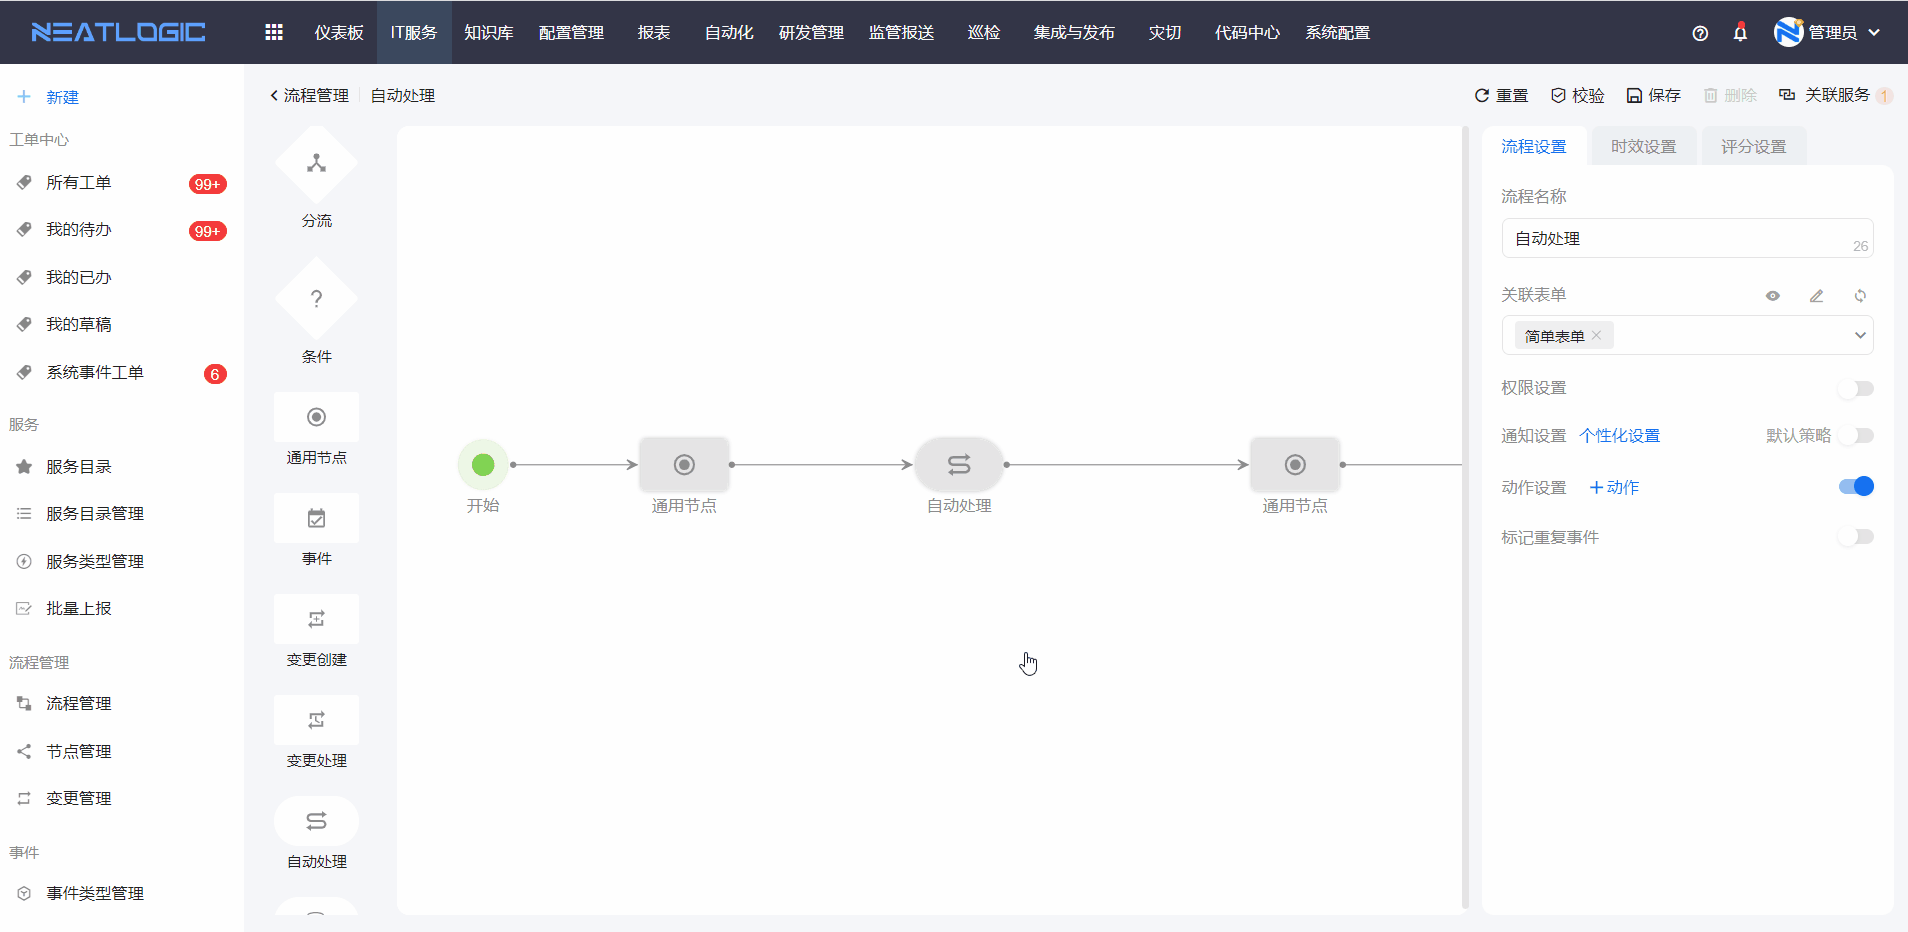 NEATLOGIC
仪表板 IT服务 知识库 配置管理 报表 自动化 研发管理 监管报送 巡检 集成与发布 灾切 代码中心 系统配置 管理员
新建
工单中心
所有工单 99+
我的待办 99+
我的已办
我的草稿
系统事件工单 6
服务
服务目录
服务目录管理
服务类型管理
批量上报
流程管理
流程管理
节点管理
变更管理
事件
事件类型管理
流程管理 自动处理
重置 校验 保存 删除 关联服务 1
分流
?
条件
通用节点
事件
变更创建
变更处理
自动处理
开始 通用节点 自动处理 通用节点
流程设置 时效设置 评分设置
流程名称
自动处理 26
关联表单
简单表单
权限设置
通知设置 个性化设置 默认策略
动作设置 +动作
标记重复事件